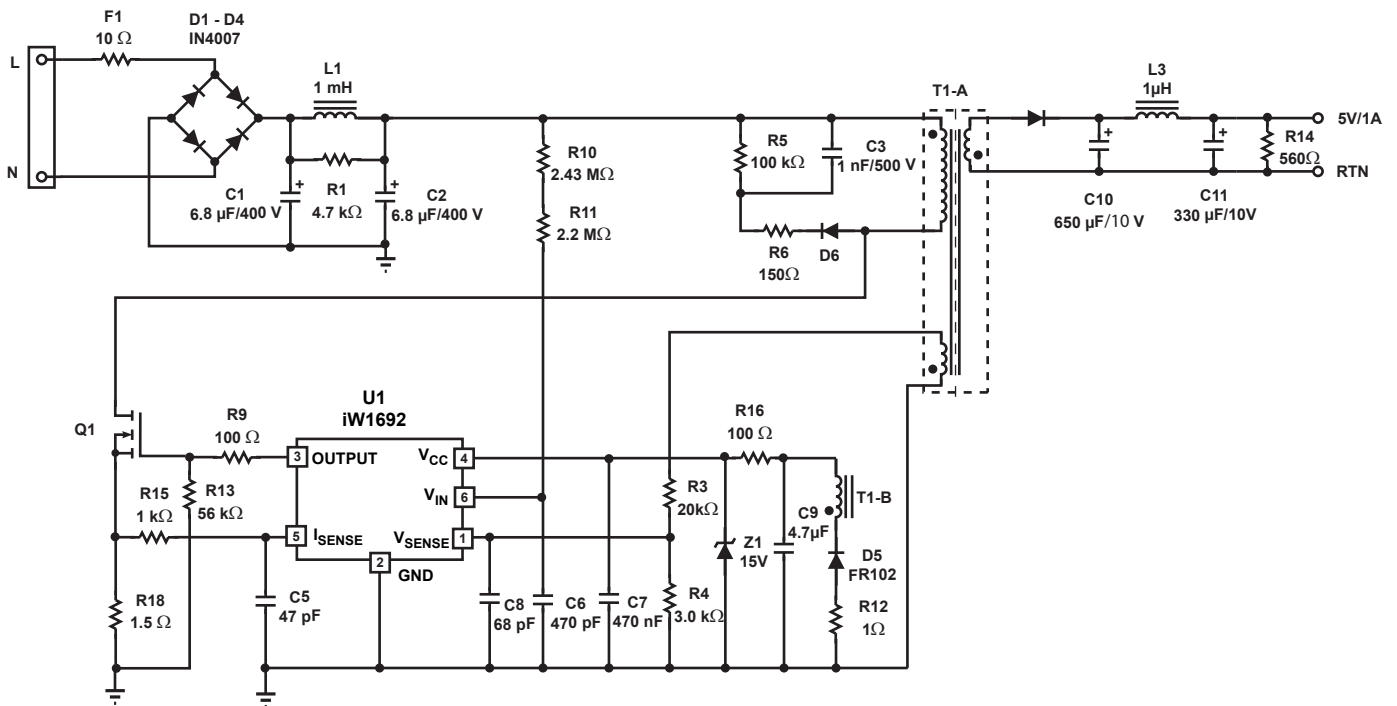 F1
10 Ω
D1 - D4
IN4007
L
N
L1
1 mH
C1
6.8 µF/400 V
R1
4.7 kΩ
C2
6.8 µF/400 V
R10
2.43 MΩ
R11
2.2 MΩ
R5
100 kΩ
C3
1 nF/500 V
R6
150Ω
D6
T1-A
L3
1µH
C10
650 µF/10 V
C11
330 µF/10V
R14
560Ω
5V/1A
RTN
Q1
R9
100 Ω
R13
56 kΩ
R15
1 kΩ
R18
1.5 Ω
C5
47 pF
U1
iW1692
3
OUTPUT
VCC
4
VIN
6
5
ISENSE
VSENSE
1
2
GND
C8
68 pF
C6
470 pF
C7
470 nF
R3
20kΩ
R4
3.0 kΩ
R16
100 Ω
Z1
15V
C9
4.7µF
T1-B
D5
FR102
R12
1Ω
+
+
+
+